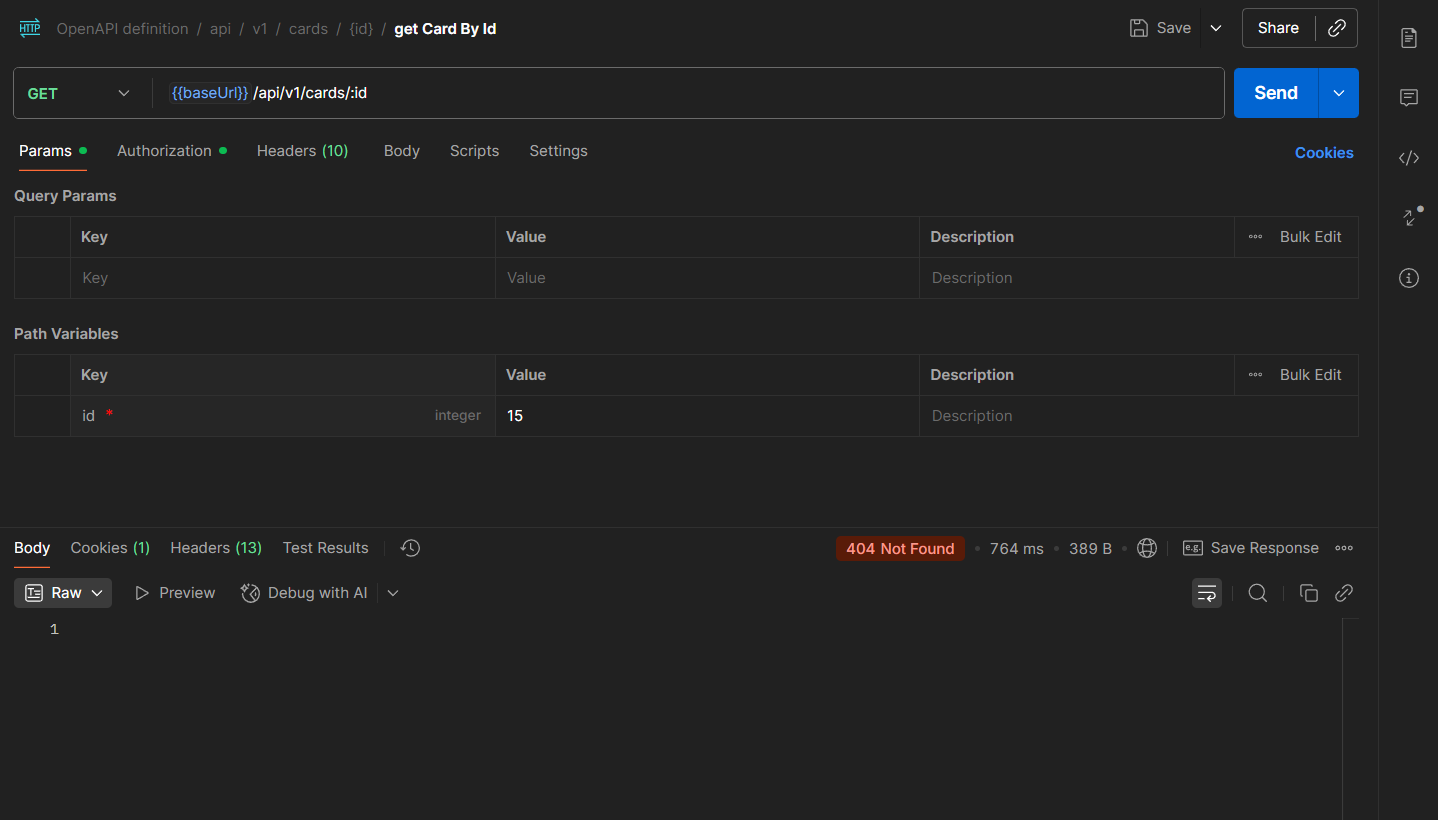 HTTP OpenAPI definition / api / v1 / cards / {id} / get Card By Id Save Share
GET {{baseUrl}} /api/v1/cards/:id Send
Params Authorization Headers (10) Body Scripts Settings Cookies
Query Params
Key Value Description Bulk Edit
Key Value Description
Path Variables
Key Value Description Bulk Edit
id * integer 15 Description
Body Cookies (1) Headers (13) Test Results 404 Not Found • 764 ms • 389 B • e.g. Save Response
Raw Preview Debug with AI
1